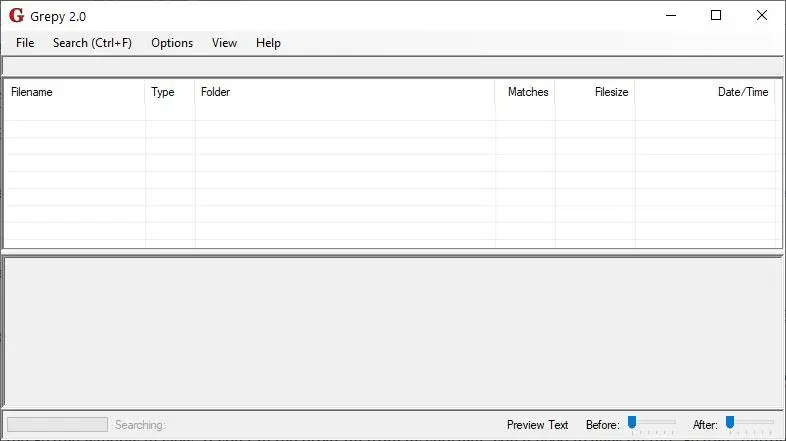 G Grepy 2.0
File Search (Ctrl+F) Options View Help
Filename Type Folder Matches Filesize Date/Time
Searching: Preview Text Before: After: